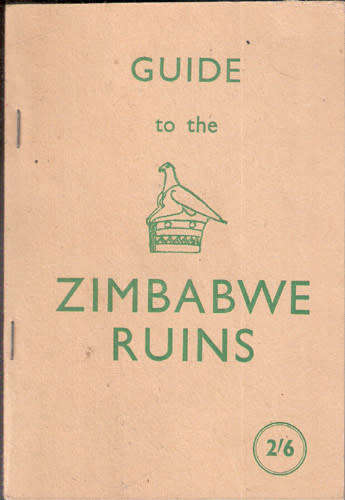 GUIDE
to the
ZIMBABWE
RUINS
2/6